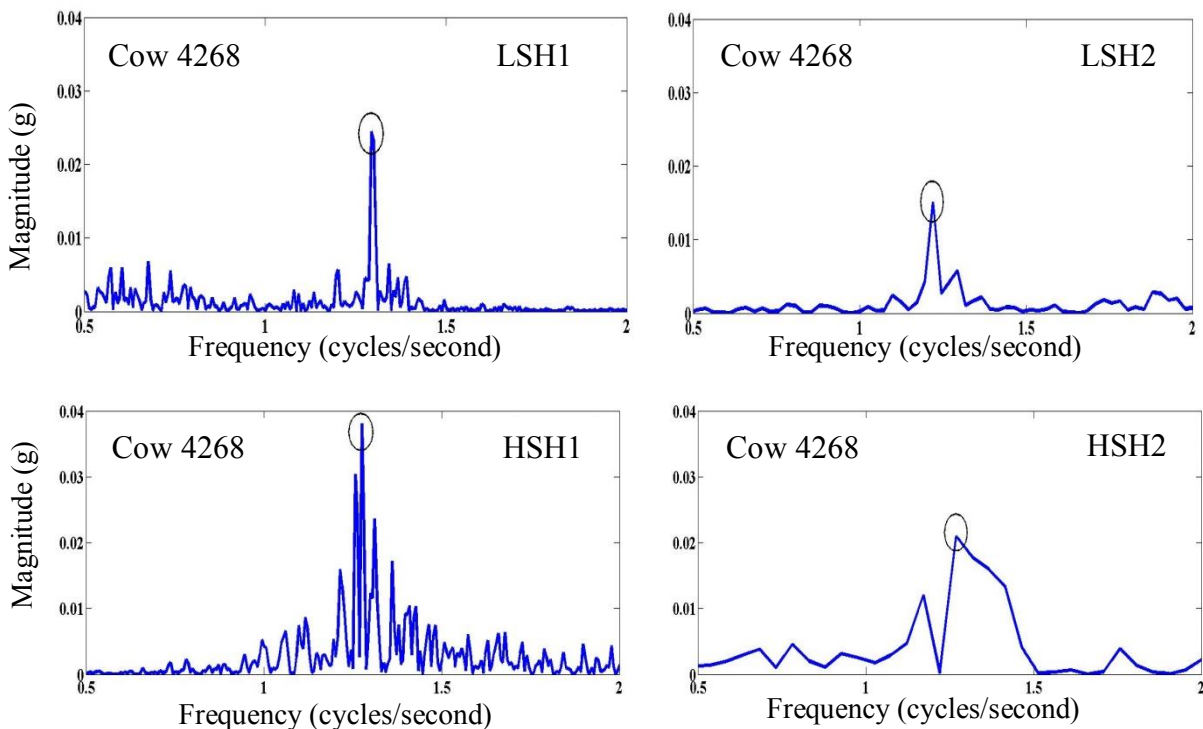 0.04
0.03
0.02
0.01
0
Magnitude (g)
Cow 4268 LSH1
0.5 1 1.5 2
Frequency (cycles/second)
0.04
0.03
0.02
0.01
0
Cow 4268 LSH2
0.5 1 1.5 2
Frequency (cycles/second)
0.04
0.03
0.02
0.01
0
Magnitude (g)
Cow 4268 HSH1
0.5 1 1.5 2
Frequency (cycles/second)
0.04
0.03
0.02
0.01
0
Cow 4268 HSH2
0.5 1 1.5 2
Frequency (cycles/second)